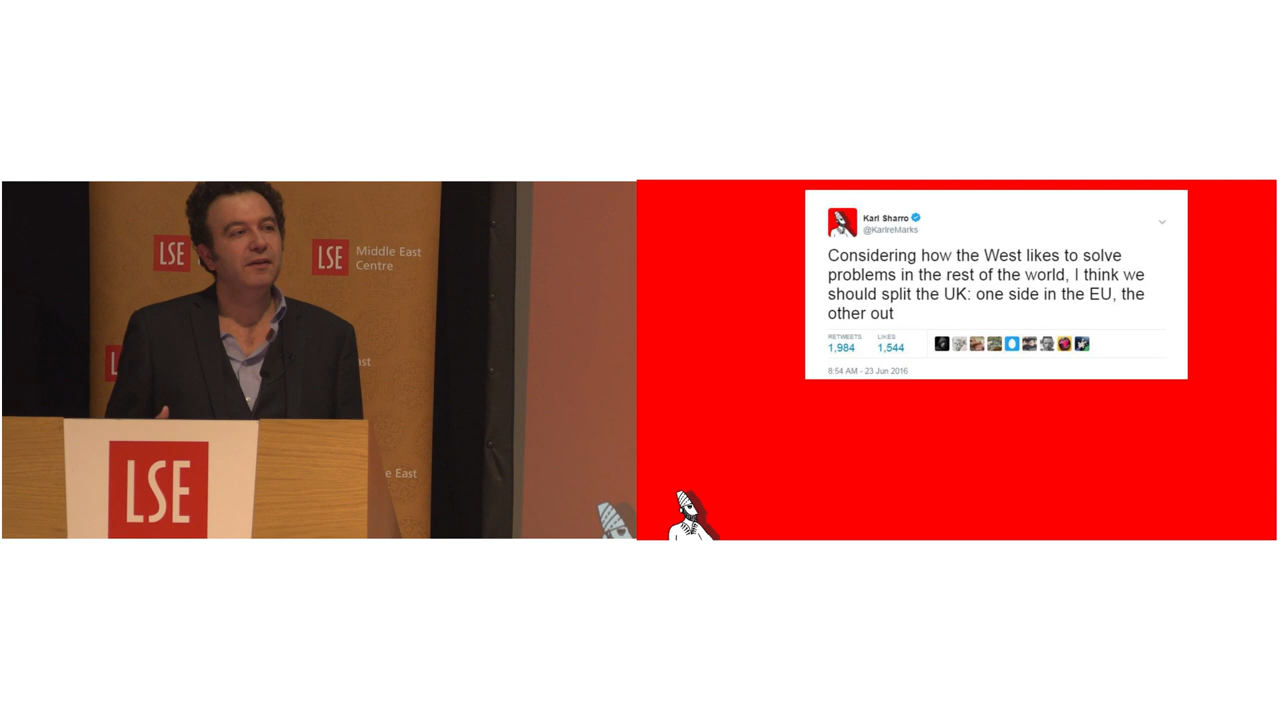 LSE
LSE
Middle East
Centre
L
ast
e East
LSE
Karl Sharro
@KarlreMarks
Considering how the West likes to solve
problems in the rest of the world, I think we
should split the UK: one side in the EU, the
other out
RETWEETS LIKES
1,984 1,544
8:54 AM - 23 Jun 2016